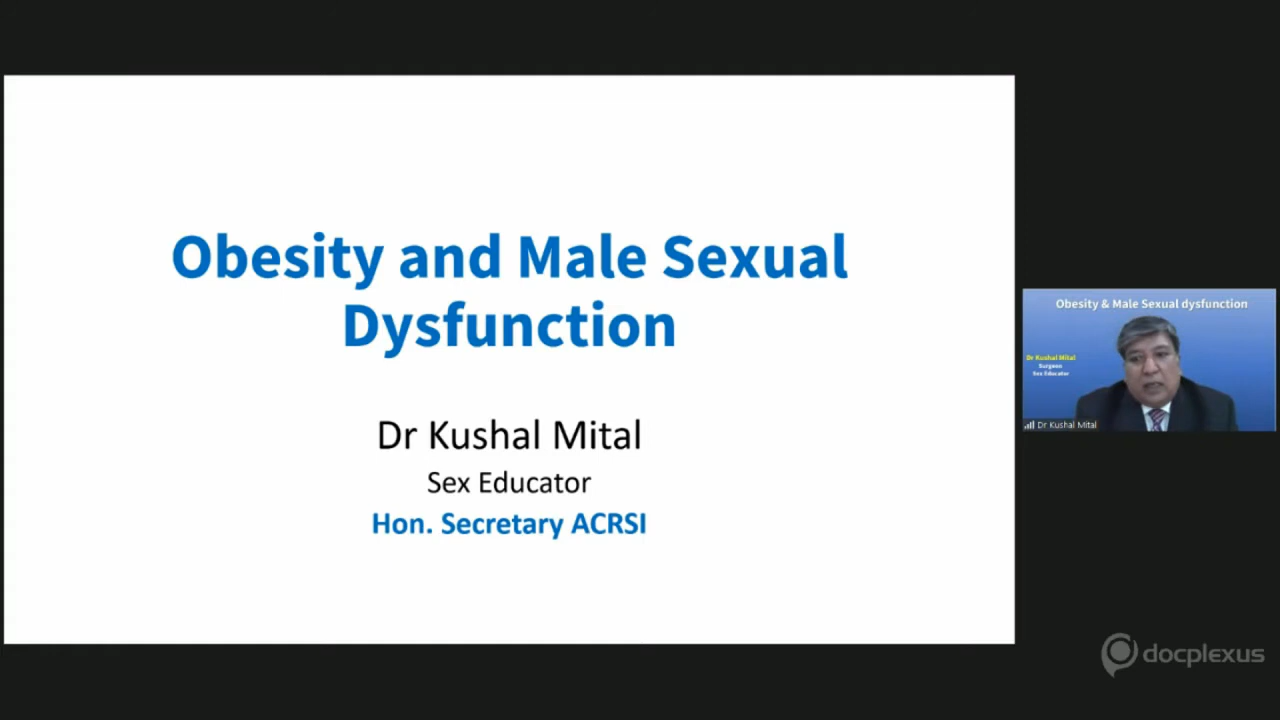 Obesity and Male Sexual
Dysfunction
Dr Kushal Mital
Sex Educator
Hon. Secretary ACRSI
Obesity & Male Sexual dysfunction
Dr Kushal Mital
Surgeon
Sex Educator
Dr Kushal Mital
docplexus